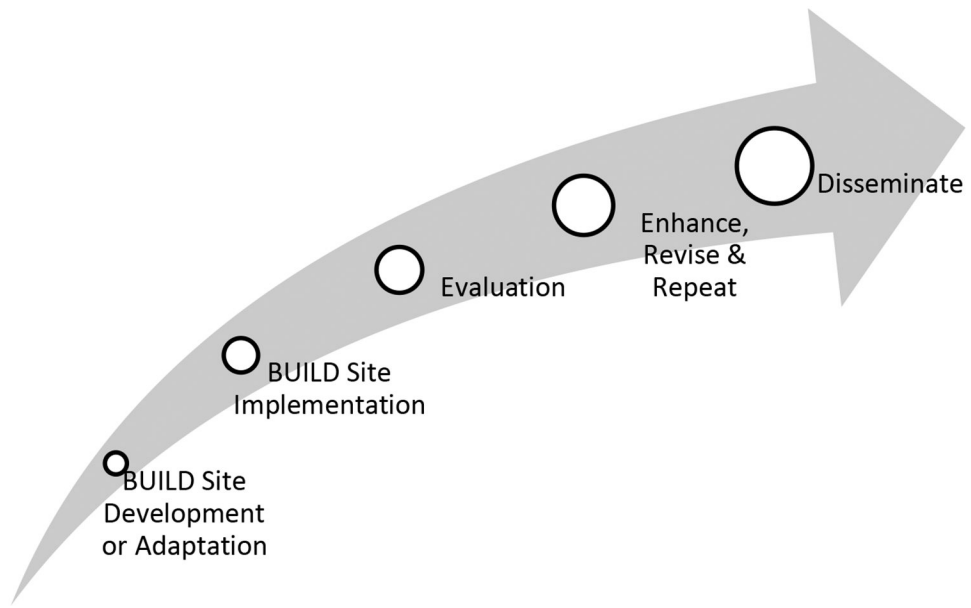 Disseminate
Enhance,
Revise &
Repeat
Evaluation
BUILD Site
Implementation
BUILD Site
Development
or Adaptation